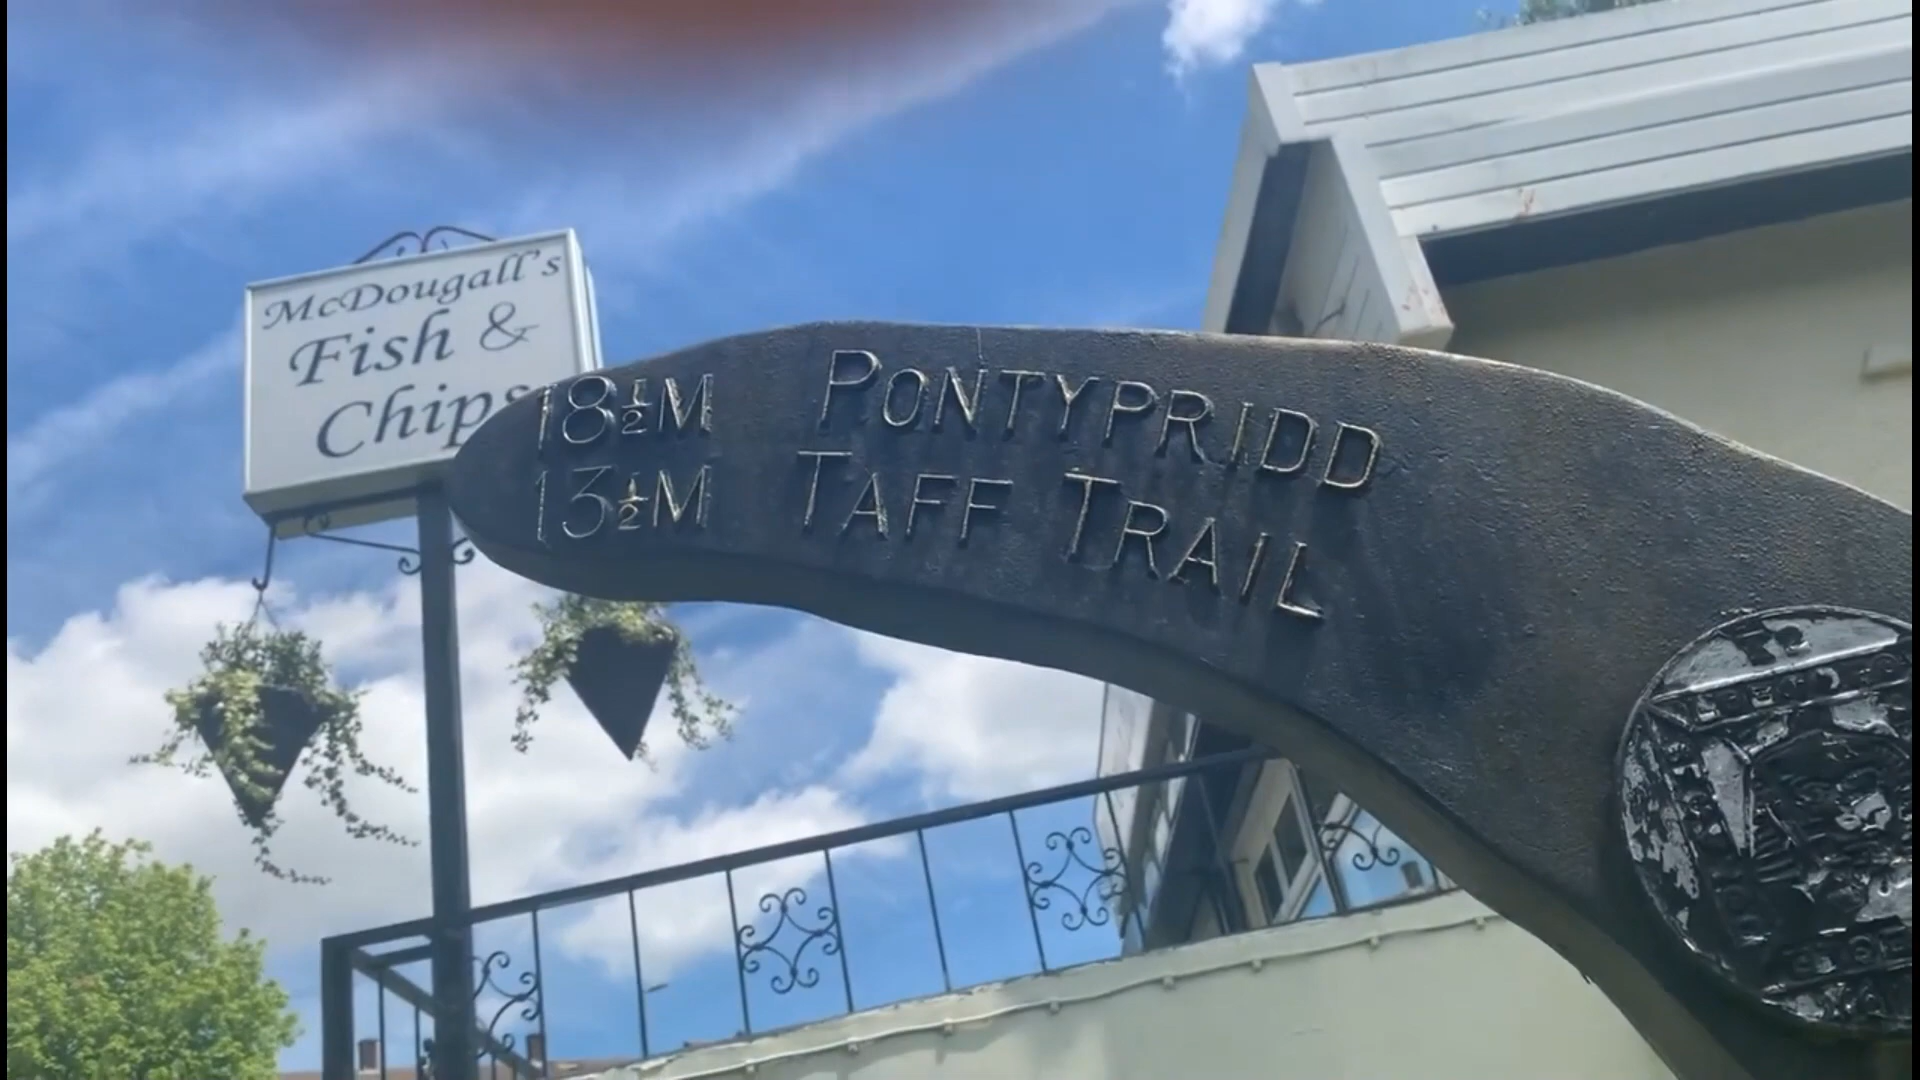 McDougall's
Fish &
Chips
18½M PONTYPRIDD
13½M TAFF TRAIL